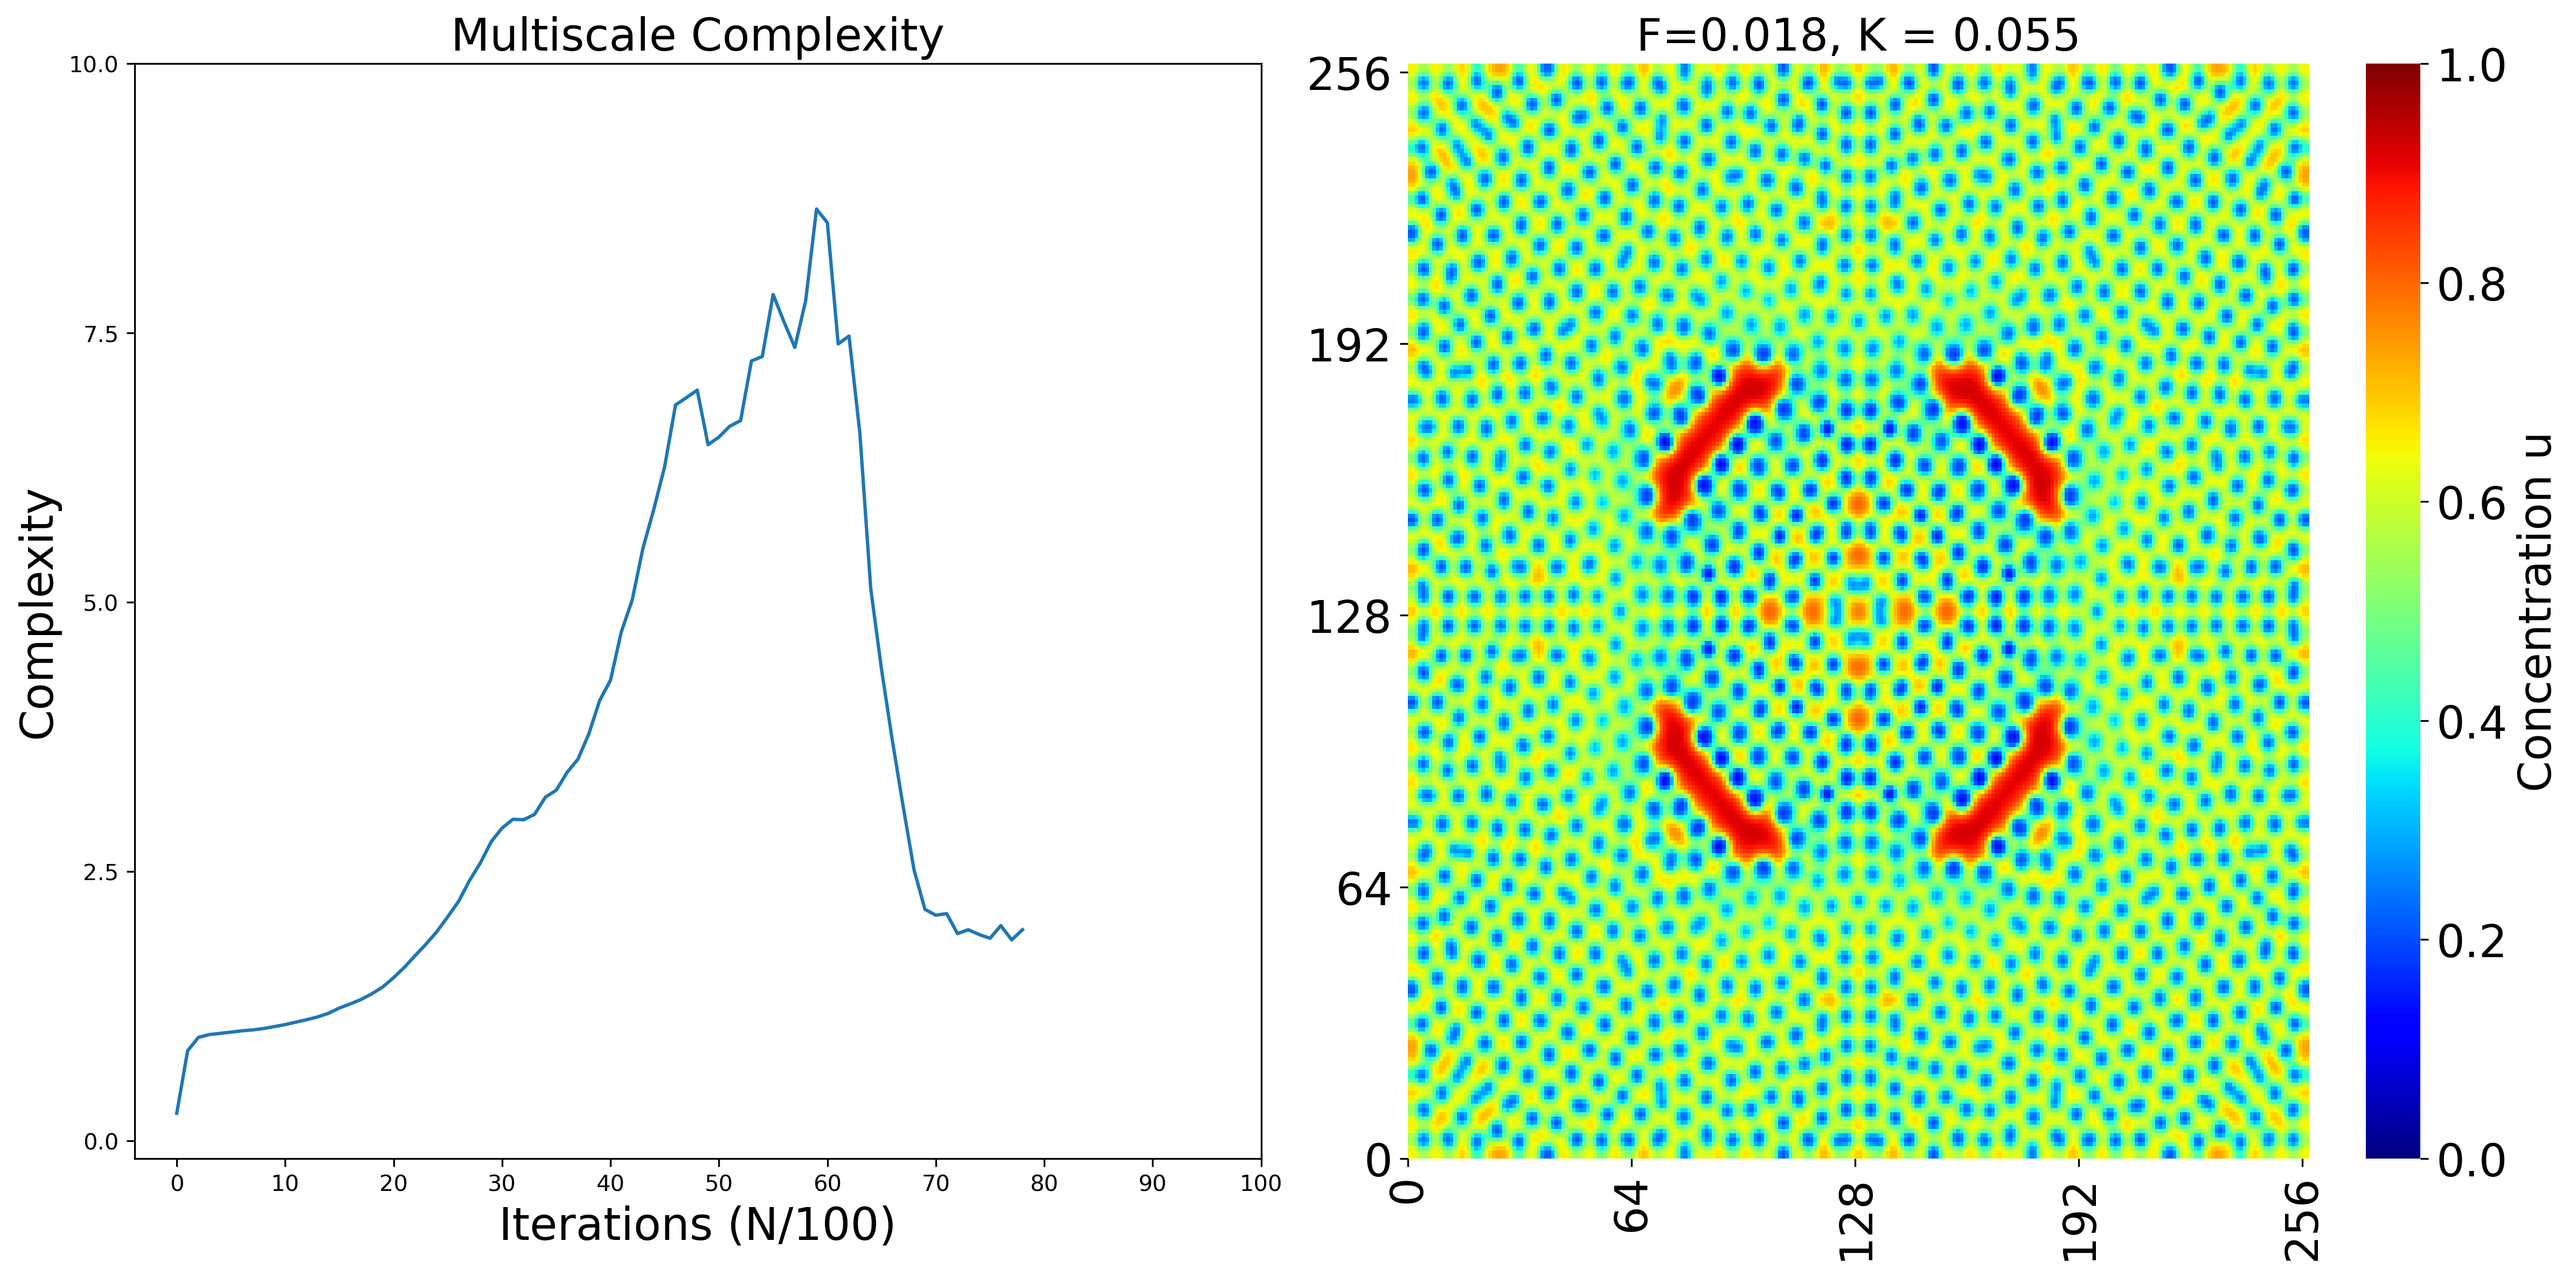 Multiscale Complexity
10.0
7.5
5.0
2.5
0.0
Complexity
0 10 20 30 40 50 60 70 80 90 100
Iterations (N/100)
F=0.018, K = 0.055
256
192
128
64
0
0 64 128 192 256
1.0
0.8
0.6
0.4
0.2
0.0
Concentration u